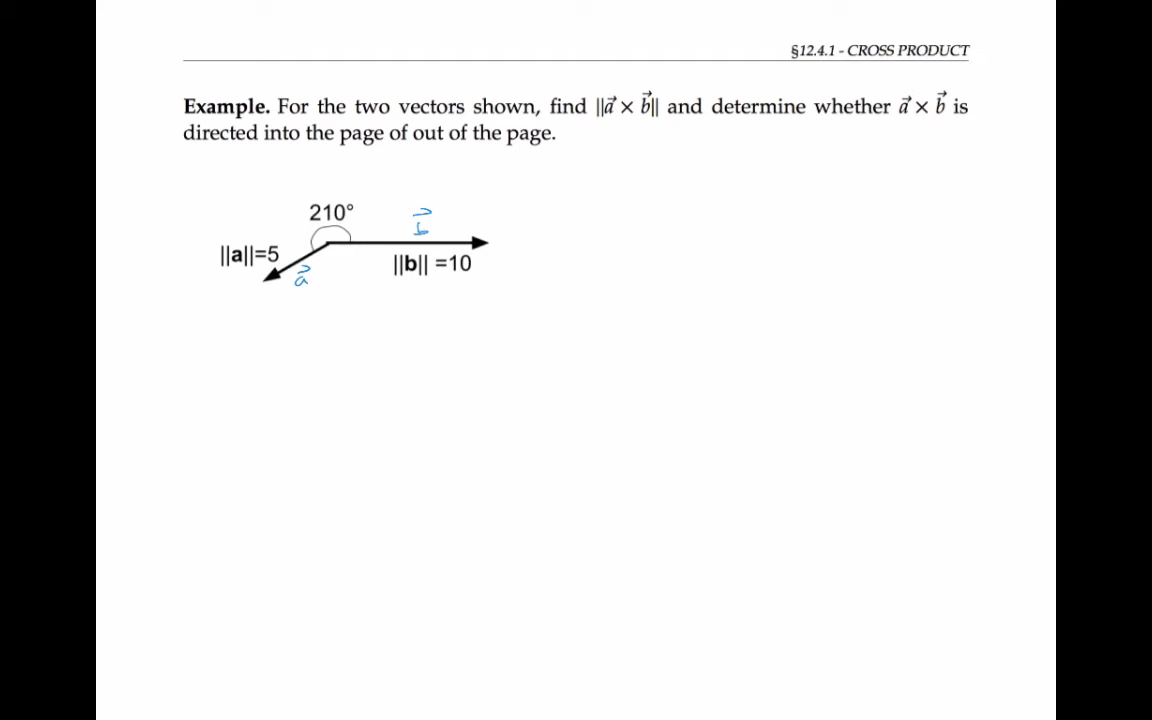 §12.4.1 - CROSS PRODUCT
Example. For the two vectors shown, find ||a⃗ × b⃗|| and determine whether a⃗ × b⃗ is
directed into the page of out of the page.
210°
b⃗
||a||=5
a⃗
||b|| =10